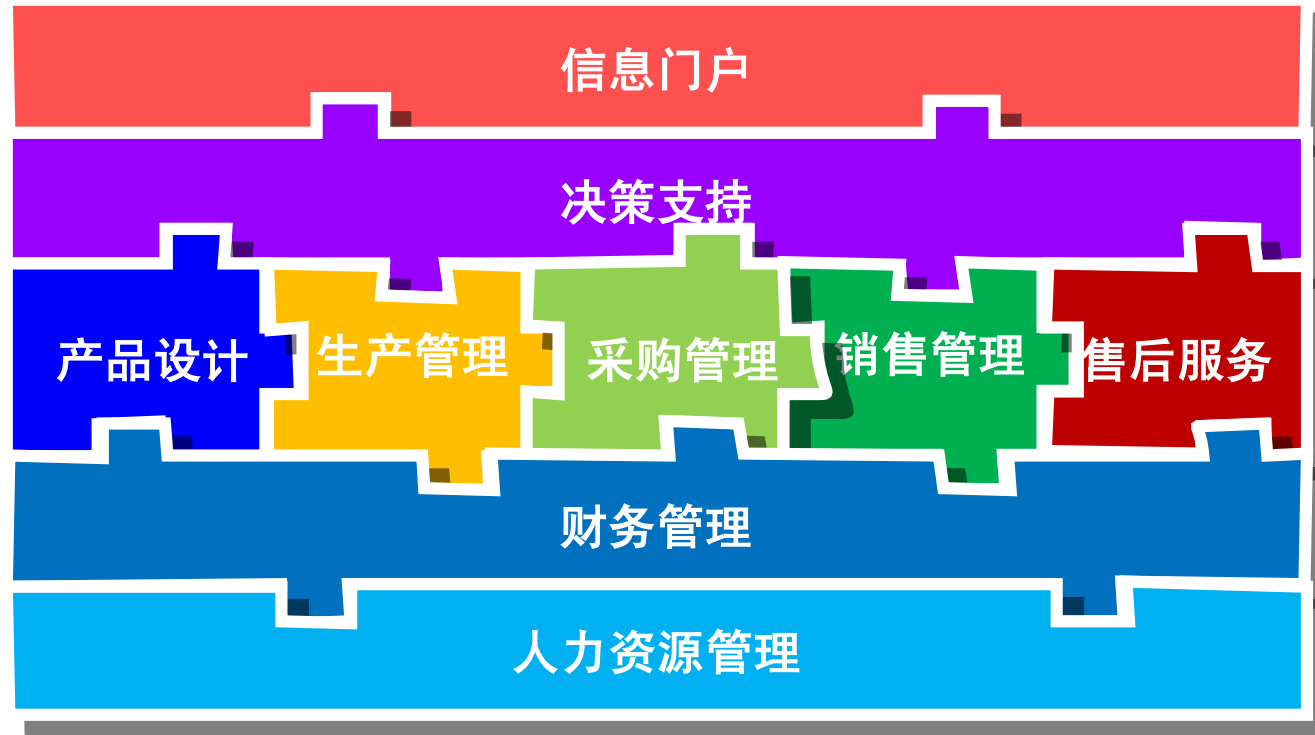 信息门户
决策支持
产品设计
生产管理
采购管理
销售管理
售后服务
财务管理
人力资源管理